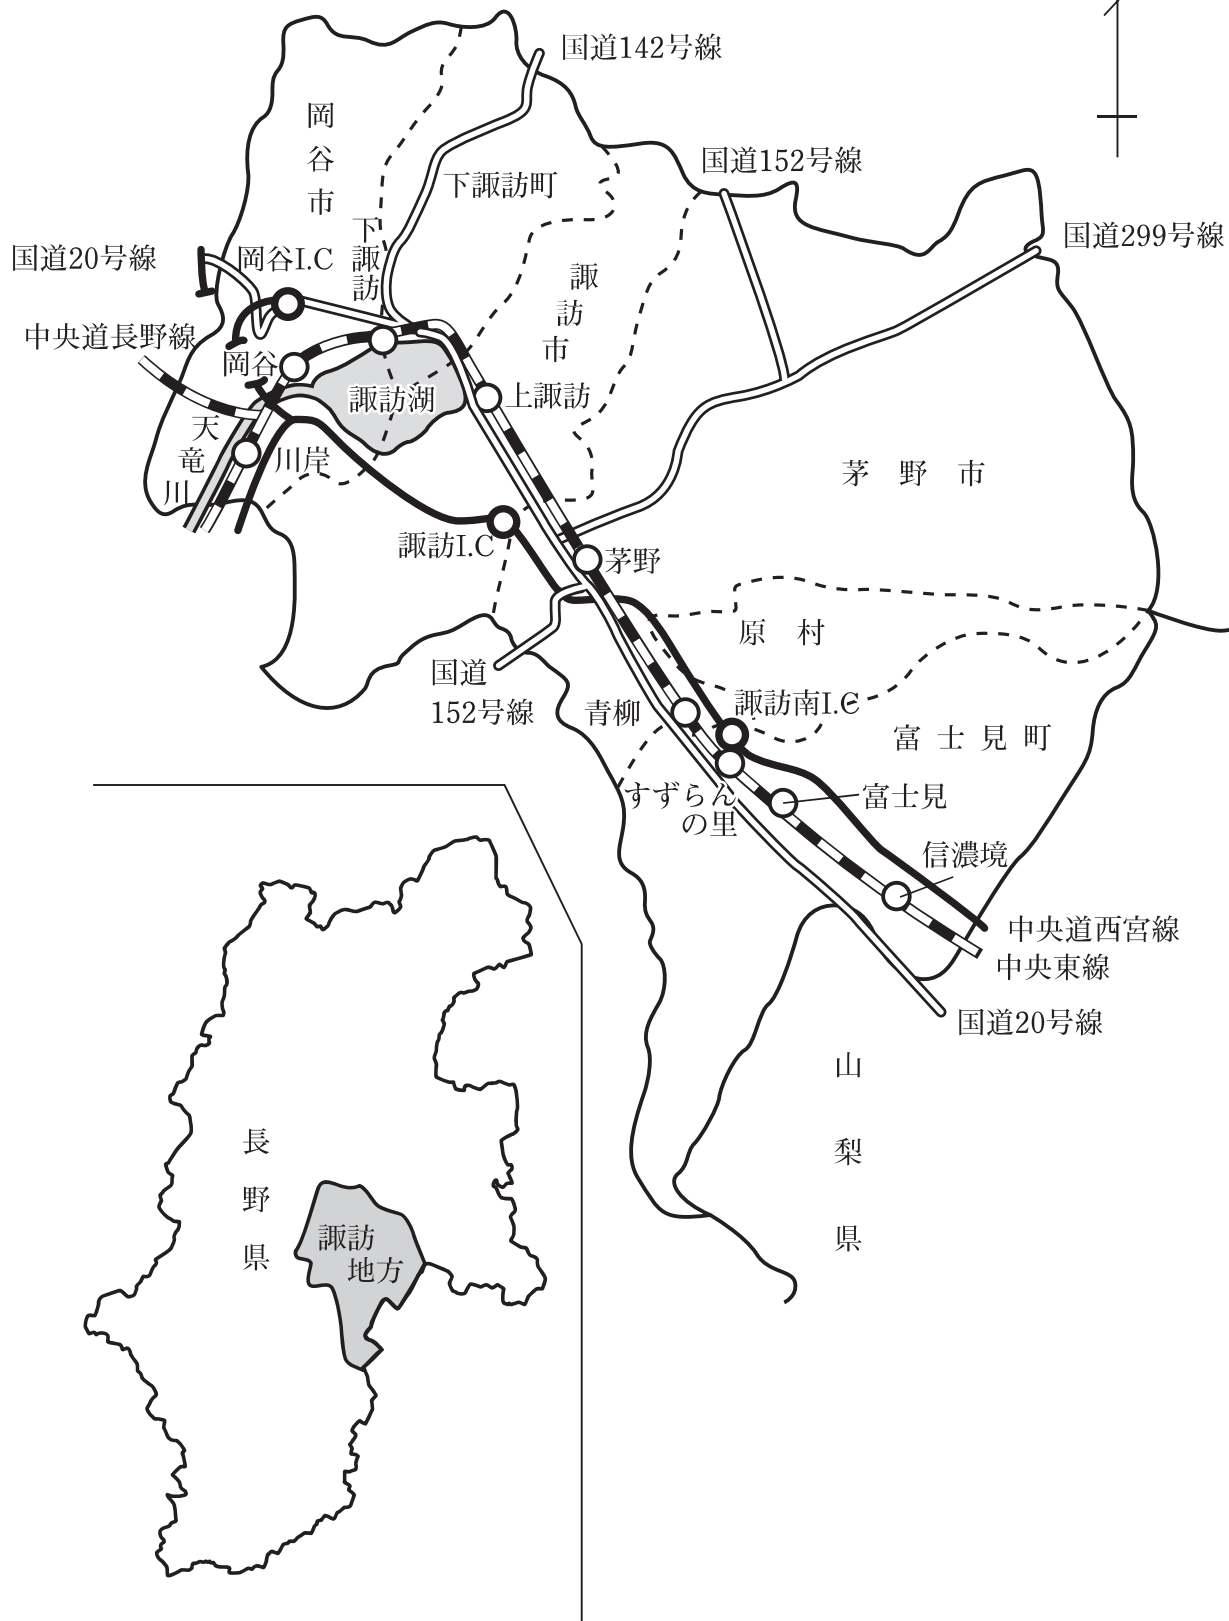 国道142号線
岡谷市
国道152号線
下諏訪町
下諏訪
国道299号線
国道20号線
岡谷I.C
諏訪市
中央道長野線
岡谷
諏訪湖
上諏訪
天竜川
川岸
茅野市
諏訪I.C
茅野
原村
国道
152号線
青柳
諏訪南I.C
富士見町
すずらん
の里
富士見
信濃境
中央道西宮線
中央東線
国道20号線
山梨県
長野県
諏訪
地方